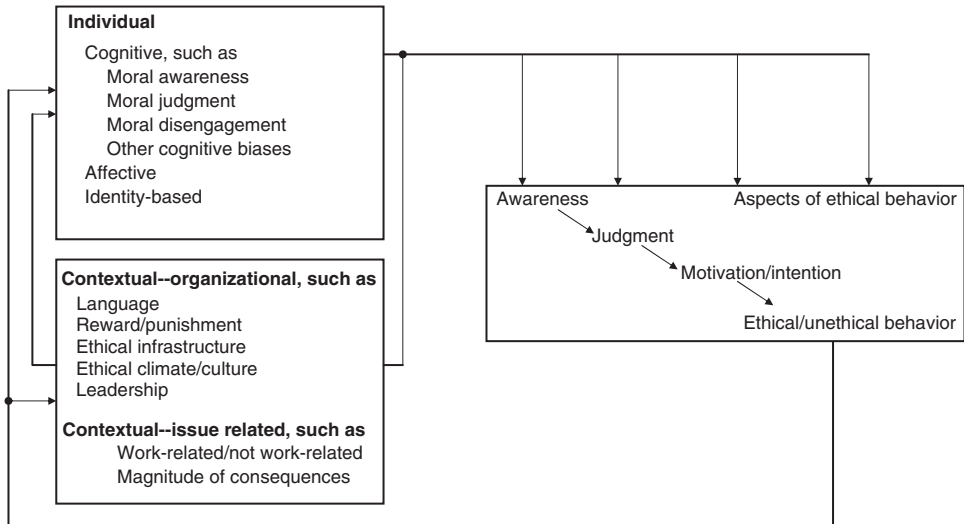 Individual
Cognitive, such as
Moral awareness
Moral judgment
Moral disengagement
Other cognitive biases
Affective
Identity-based
Contextual--organizational, such as
Language
Reward/punishment
Ethical infrastructure
Ethical climate/culture
Leadership
Contextual--issue related, such as
Work-related/not work-related
Magnitude of consequences
Awareness
Aspects of ethical behavior
Judgment
Motivation/intention
Ethical/unethical behavior